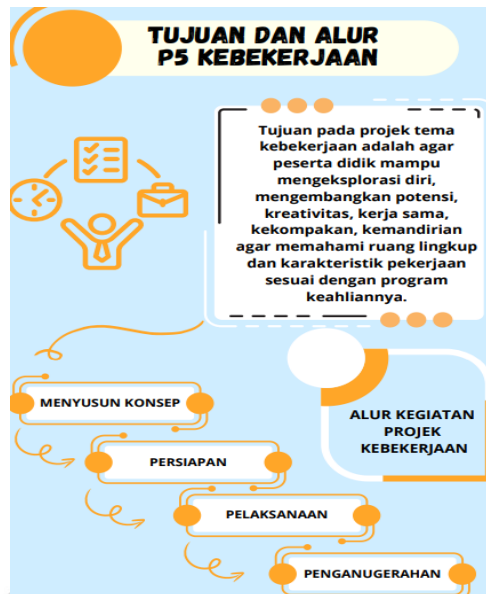 TUJUAN DAN ALUR
P5 KEBEKERJAAN
Tujuan pada projek tema
kebekerjaan adalah agar
peserta didik mampu
mengeksplorasi diri,
mengembangkan potensi,
kreativitas, kerja sama,
kekompakan, kemandirian
agar memahami ruang lingkup
dan karakteristik pekerjaan
sesuai dengan program
keahliannya.
ALUR KEGIATAN
PROJEK
KEBEKERJAAN
MENYUSUN KONSEP
PERSIAPAN
PELAKSANAAN
PENGANUGERAHAN